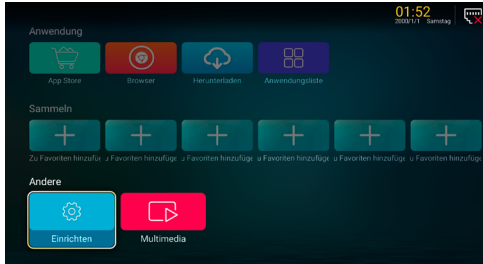 01:52
2000/1/1 Samstag
Anwendung
App Store Browser Herunterladen Anwendungsliste
Sammeln
Zu Favoriten hinzufüg u Favoriten hinzufüge u Favoriten hinzufüge u Favoriten hinzufüge u Favoriten hinzufüge u Favoriten hinzufüge
Andere
Einrichten Multimedia